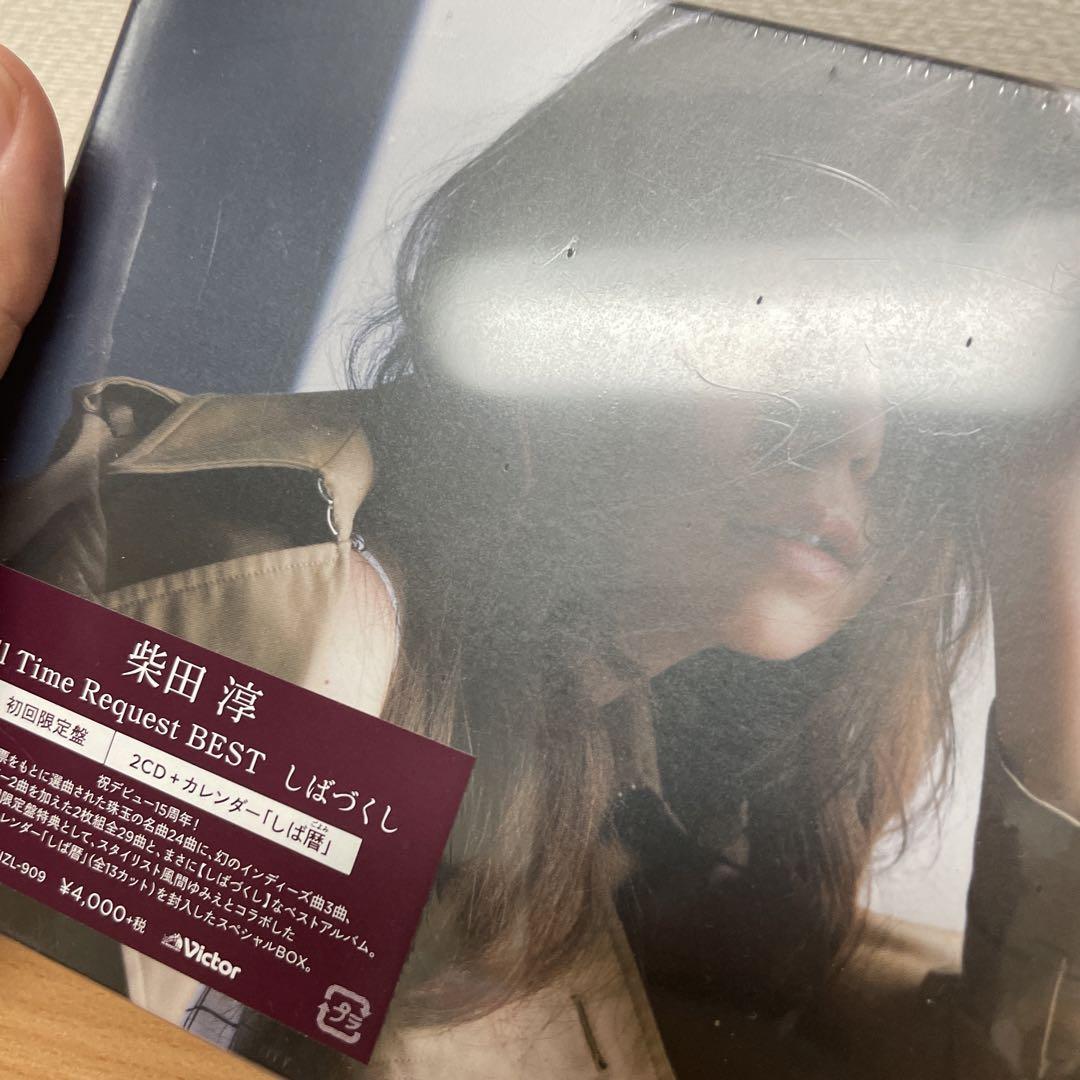 柴田 淳
ll Time Request BEST しばづくし
初回限定盤 2CD+カレンダー「しば暦」
ごよみ
祝デビュー15周年!
票をもとに選曲された珠玉の名曲24曲に、幻のインディーズ曲3曲、
ー2曲を加えた2枚組全29曲と、まさに【しばづくし】なベストアルバム。
限定盤特典として、スタイリスト風間ゆみえとコラボした
レンダー「しば暦」(全13カット)を封入したスペシャルBOX。
IZL-909 ¥4,000+税 Victor
プラ